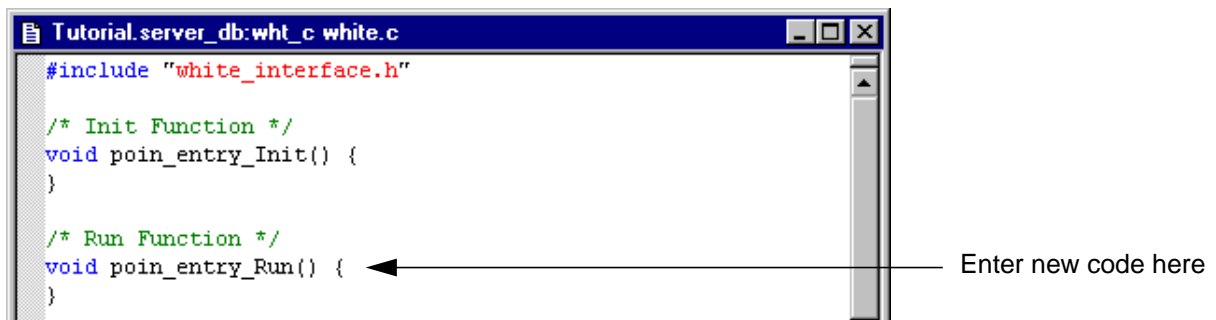 Tutorial.server_db:wht_c white.c
#include "white_interface.h"
/* Init Function */
void poin_entry_Init() {
}
/* Run Function */
void poin_entry_Run() {
Enter new code here
}